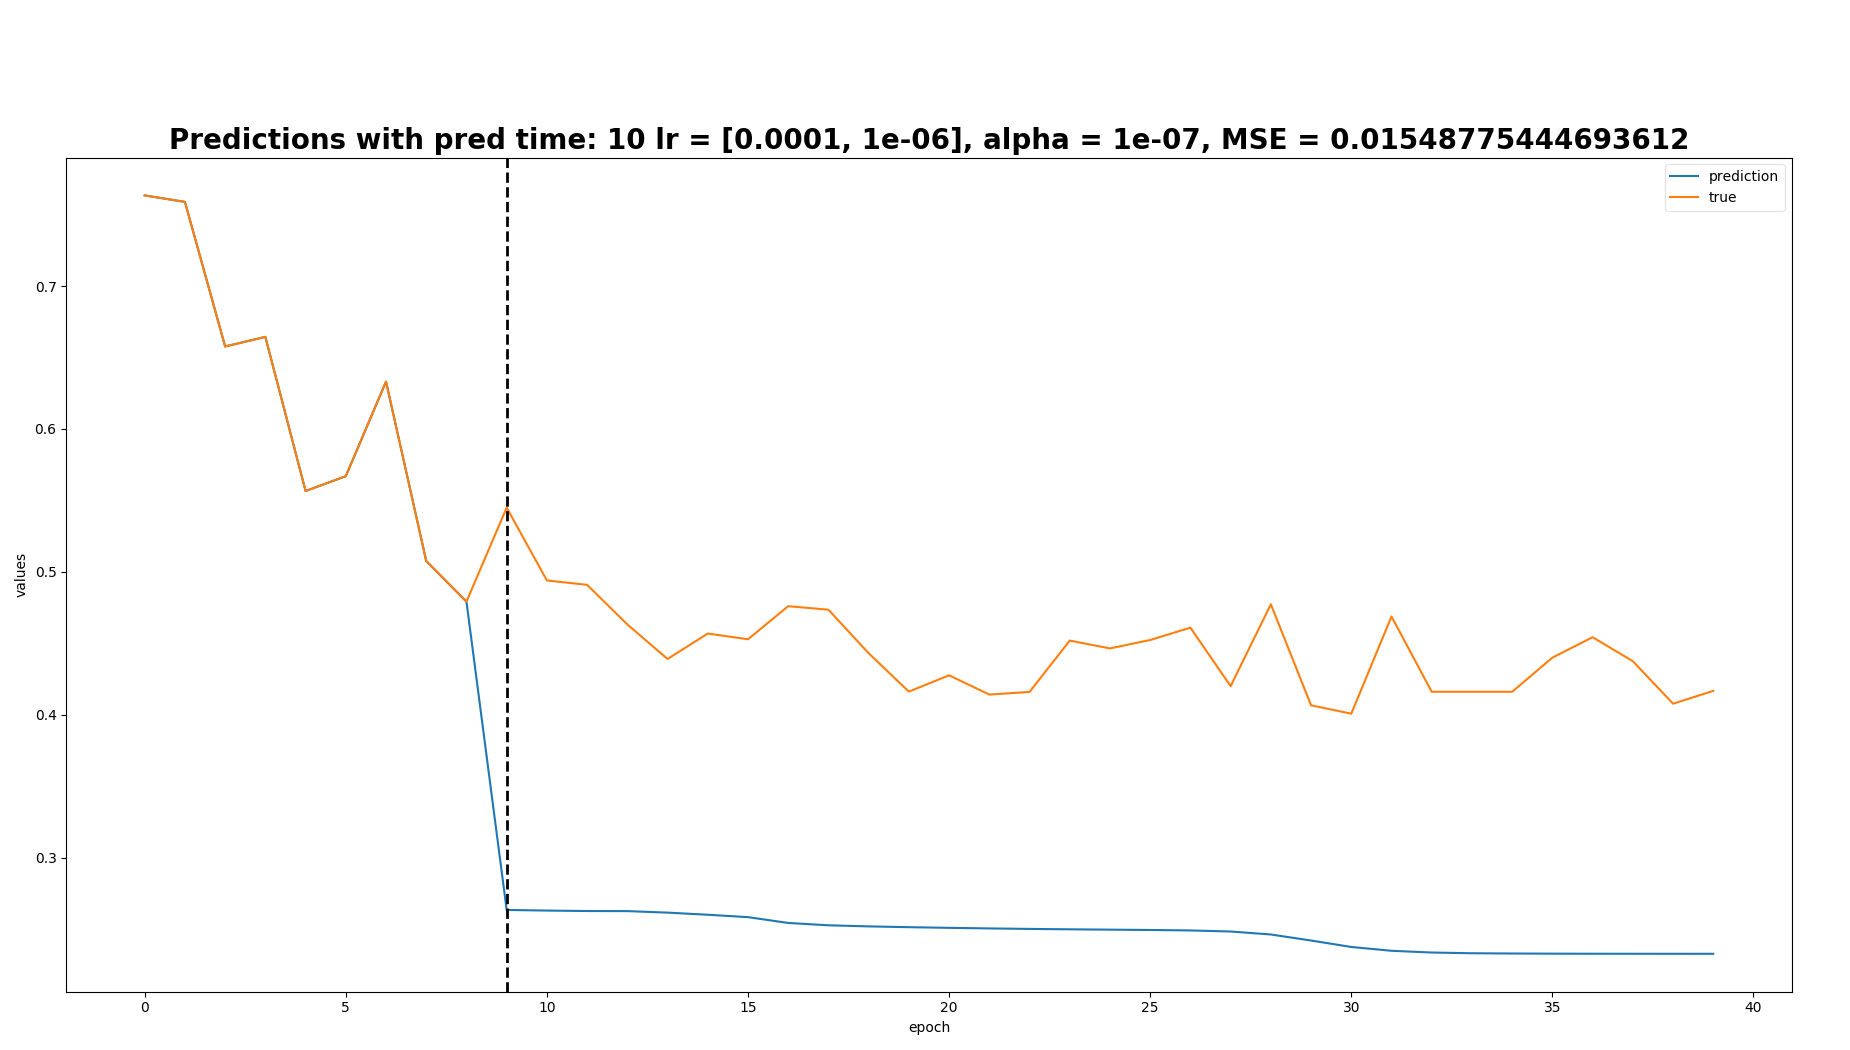 Predictions with pred time: 10 lr = [0.0001, 1e-06], alpha = 1e-07, MSE = 0.01548775444693612
prediction
true
0.7
0.6
0.5
0.4
0.3
values
0 5 10 15 20 25 30 35 40
epoch